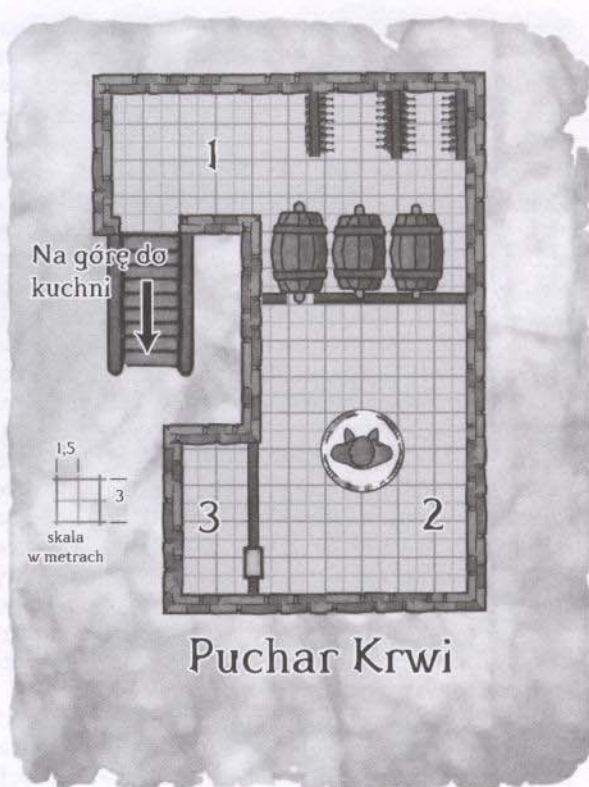 1
Na górę do
kuchni
1,5
3
skala
w metrach
3
2
Puchar Krwi